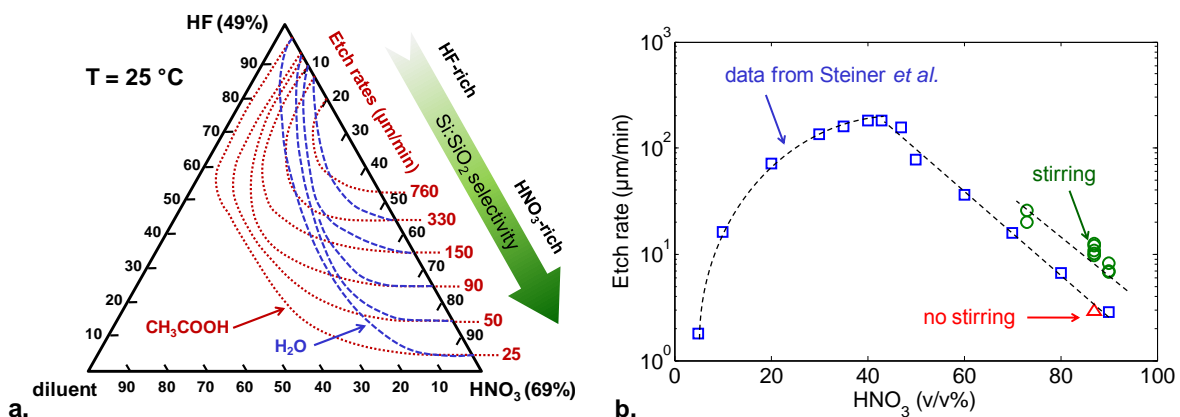 HF (49%)
T = 25 °C
90
80
70
60
50
40
30
20
10
10
20
30
40
50
60
70
80
90
Etch rates (µm/min)
760
330
150
90
50
25
HF-rich
Si:SiO2 selectivity
HNO3-rich
CH3COOH
H2O
diluent
90 80 70 60 50 40 30 20 10
HNO3 (69%)
a.
Etch rate (µm/min)
10^3
10^2
10^1
10^0
data from Steiner et al.
stirring
no stirring
0 20 40 60 80 100
HNO3 (v/v%)
b.